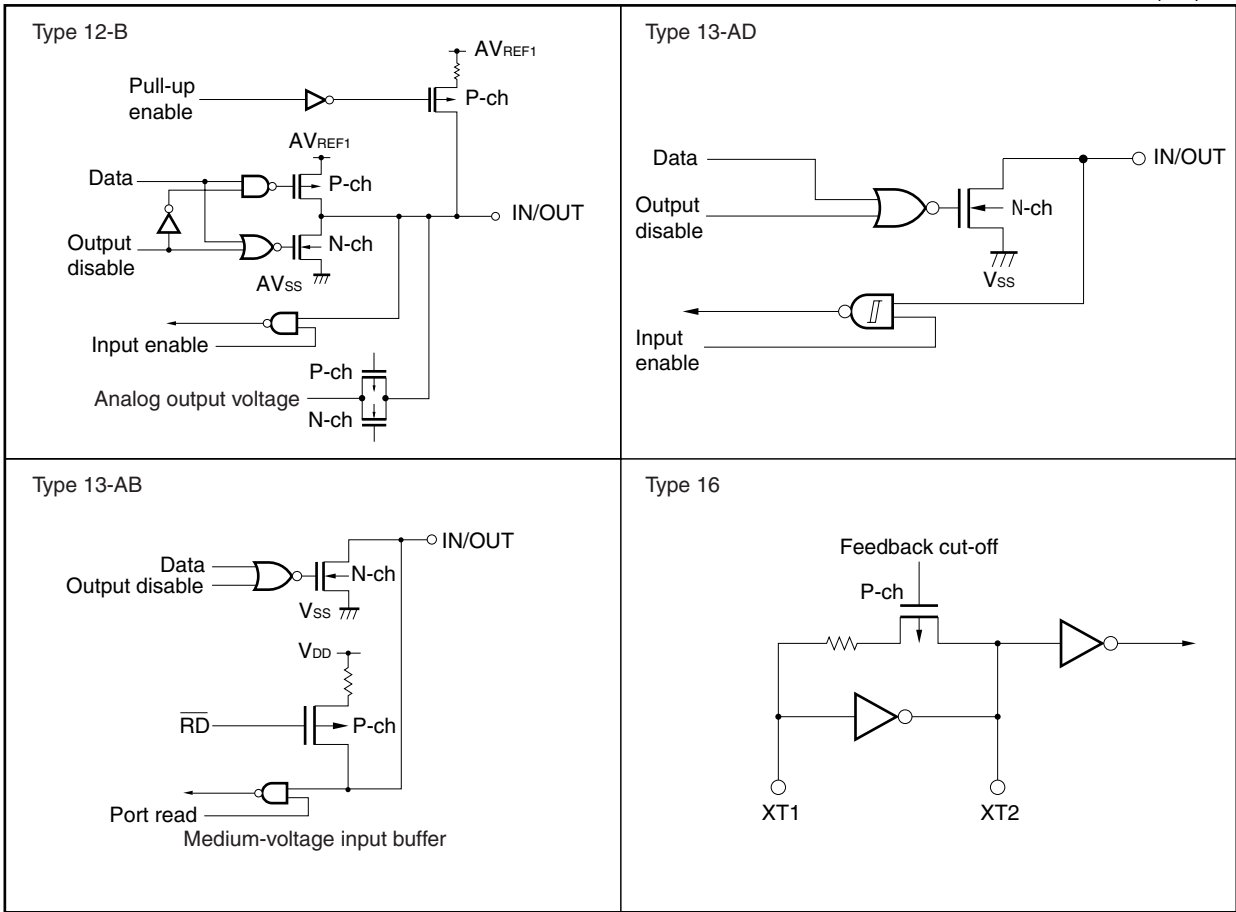 Type 12-B
AVREF1
Pull-up
enable
P-ch
AVREF1
Data
P-ch
IN/OUT
Output
disable
N-ch
AVSS
Input enable
P-ch
Analog output voltage
N-ch
Type 13-AD
Data
IN/OUT
Output
disable
N-ch
VSS
Input
enable
Type 13-AB
IN/OUT
Data
Output disable
N-ch
VSS
VDD
RD
P-ch
Port read
Medium-voltage input buffer
Type 16
Feedback cut-off
P-ch
XT1
XT2